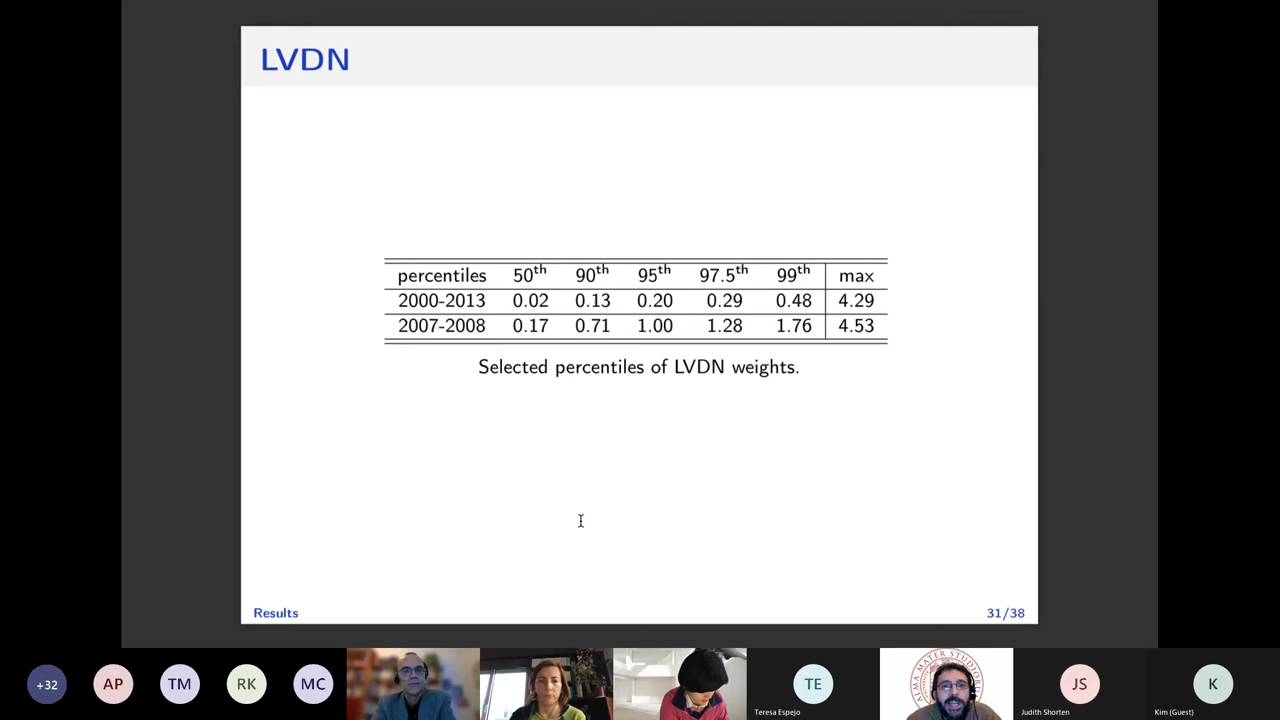 LVDN
percentiles 50th 90th 95th 97.5th 99th max
2000-2013 0.02 0.13 0.20 0.29 0.48 4.29
2007-2008 0.17 0.71 1.00 1.28 1.76 4.53
Selected percentiles of LVDN weights.
Results 31/38
+32 AP TM RK MC TE JS K
ALMA MATER STUDIORUM
Teresa Espejo Judith Shorten Kim (Guest)